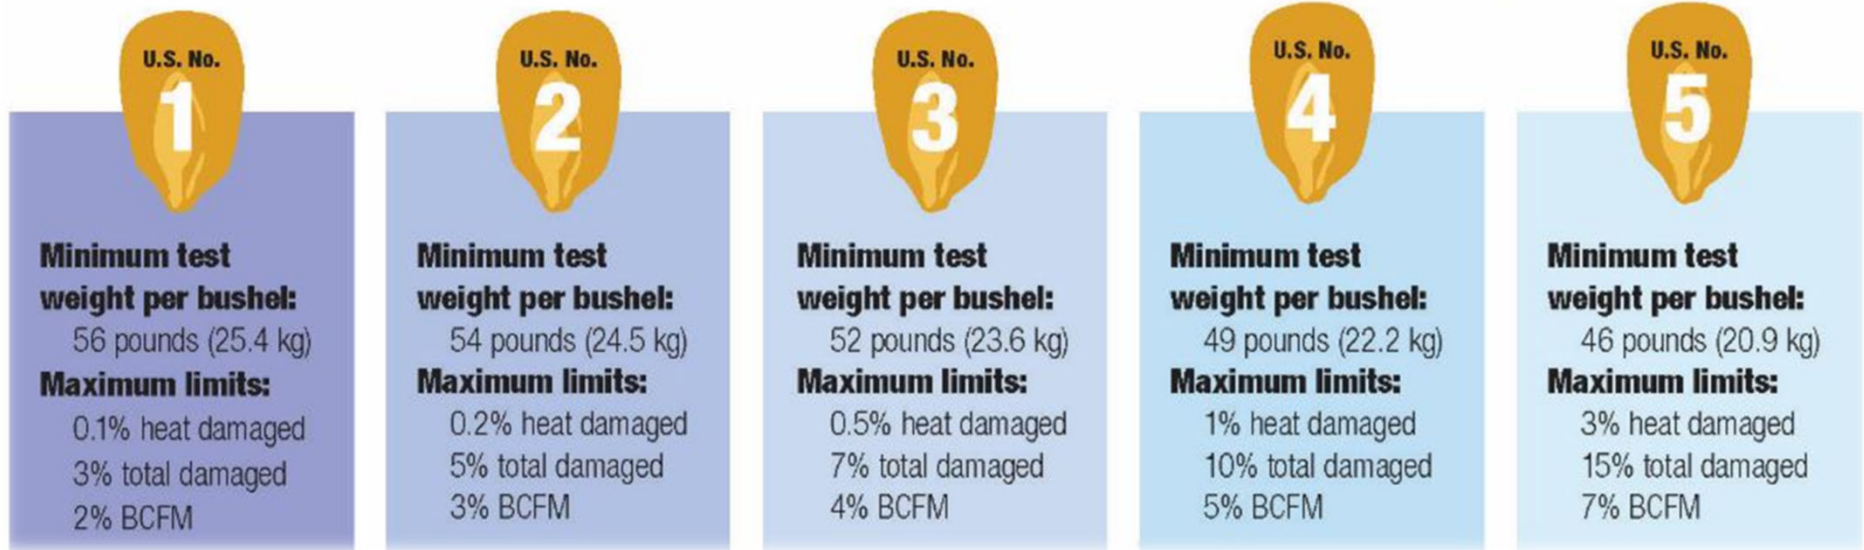 U.S. No.
1
Minimum test
weight per bushel:
56 pounds (25.4 kg)
Maximum limits:
0.1% heat damaged
3% total damaged
2% BCFM
U.S. No.
2
Minimum test
weight per bushel:
54 pounds (24.5 kg)
Maximum limits:
0.2% heat damaged
5% total damaged
3% BCFM
U.S. No.
3
Minimum test
weight per bushel:
52 pounds (23.6 kg)
Maximum limits:
0.5% heat damaged
7% total damaged
4% BCFM
U.S. No.
4
Minimum test
weight per bushel:
49 pounds (22.2 kg)
Maximum limits:
1% heat damaged
10% total damaged
5% BCFM
U.S. No.
5
Minimum test
weight per bushel:
46 pounds (20.9 kg)
Maximum limits:
3% heat damaged
15% total damaged
7% BCFM